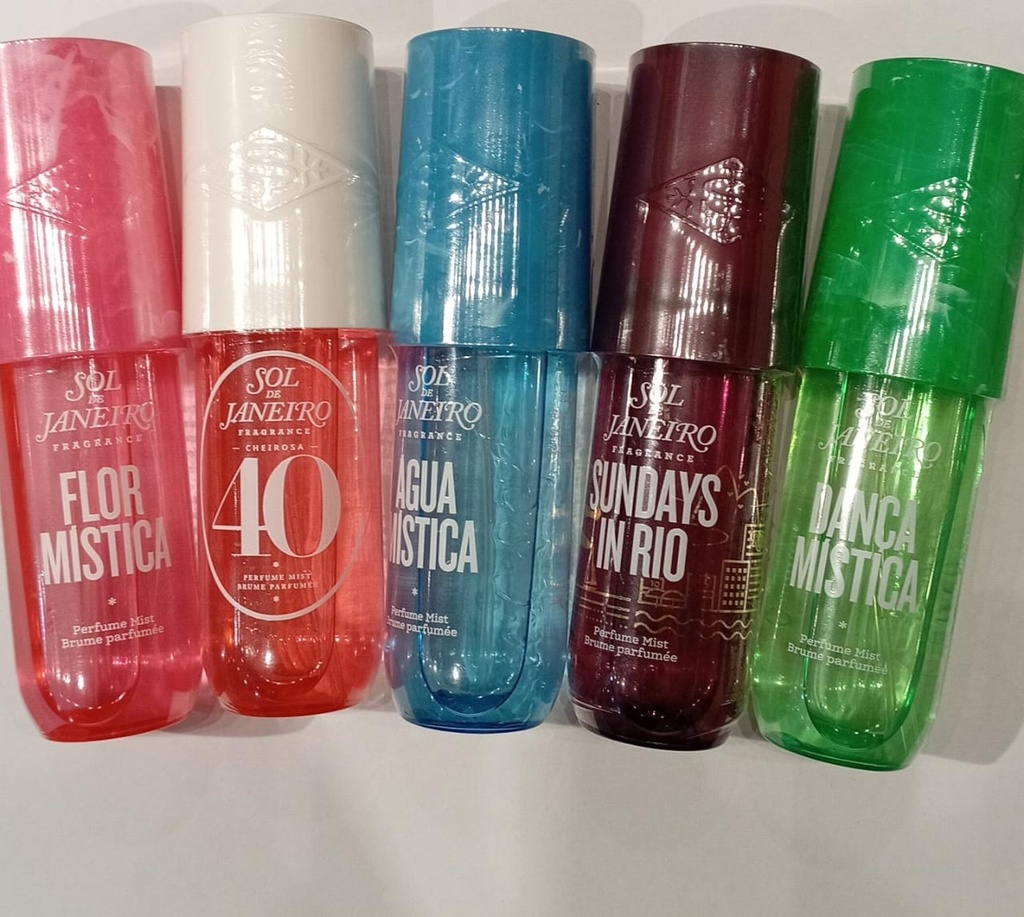 SOL
DE
JANEIRO
FRAGRANCE
FLOR
MÍSTICA
Perfume Mist
Brume parfumée
SOL
DE
JANEIRO
FRAGRANCE
CHEIROSA
40
PERFUME MIST
BRUME PARFUMÉE
SOL
DE
JANEIRO
FRAGRANCE
ÁGUA
MÍSTICA
Perfume Mist
Brume parfumée
SOL
DE
JANEIRO
FRAGRANCE
SUNDAYS
IN RIO
Perfume Mist
Brume parfumée
SOL
DE
JANEIRO
FRAGRANCE
DANÇA
MÍSTICA
Perfume Mist
Brume parfumée